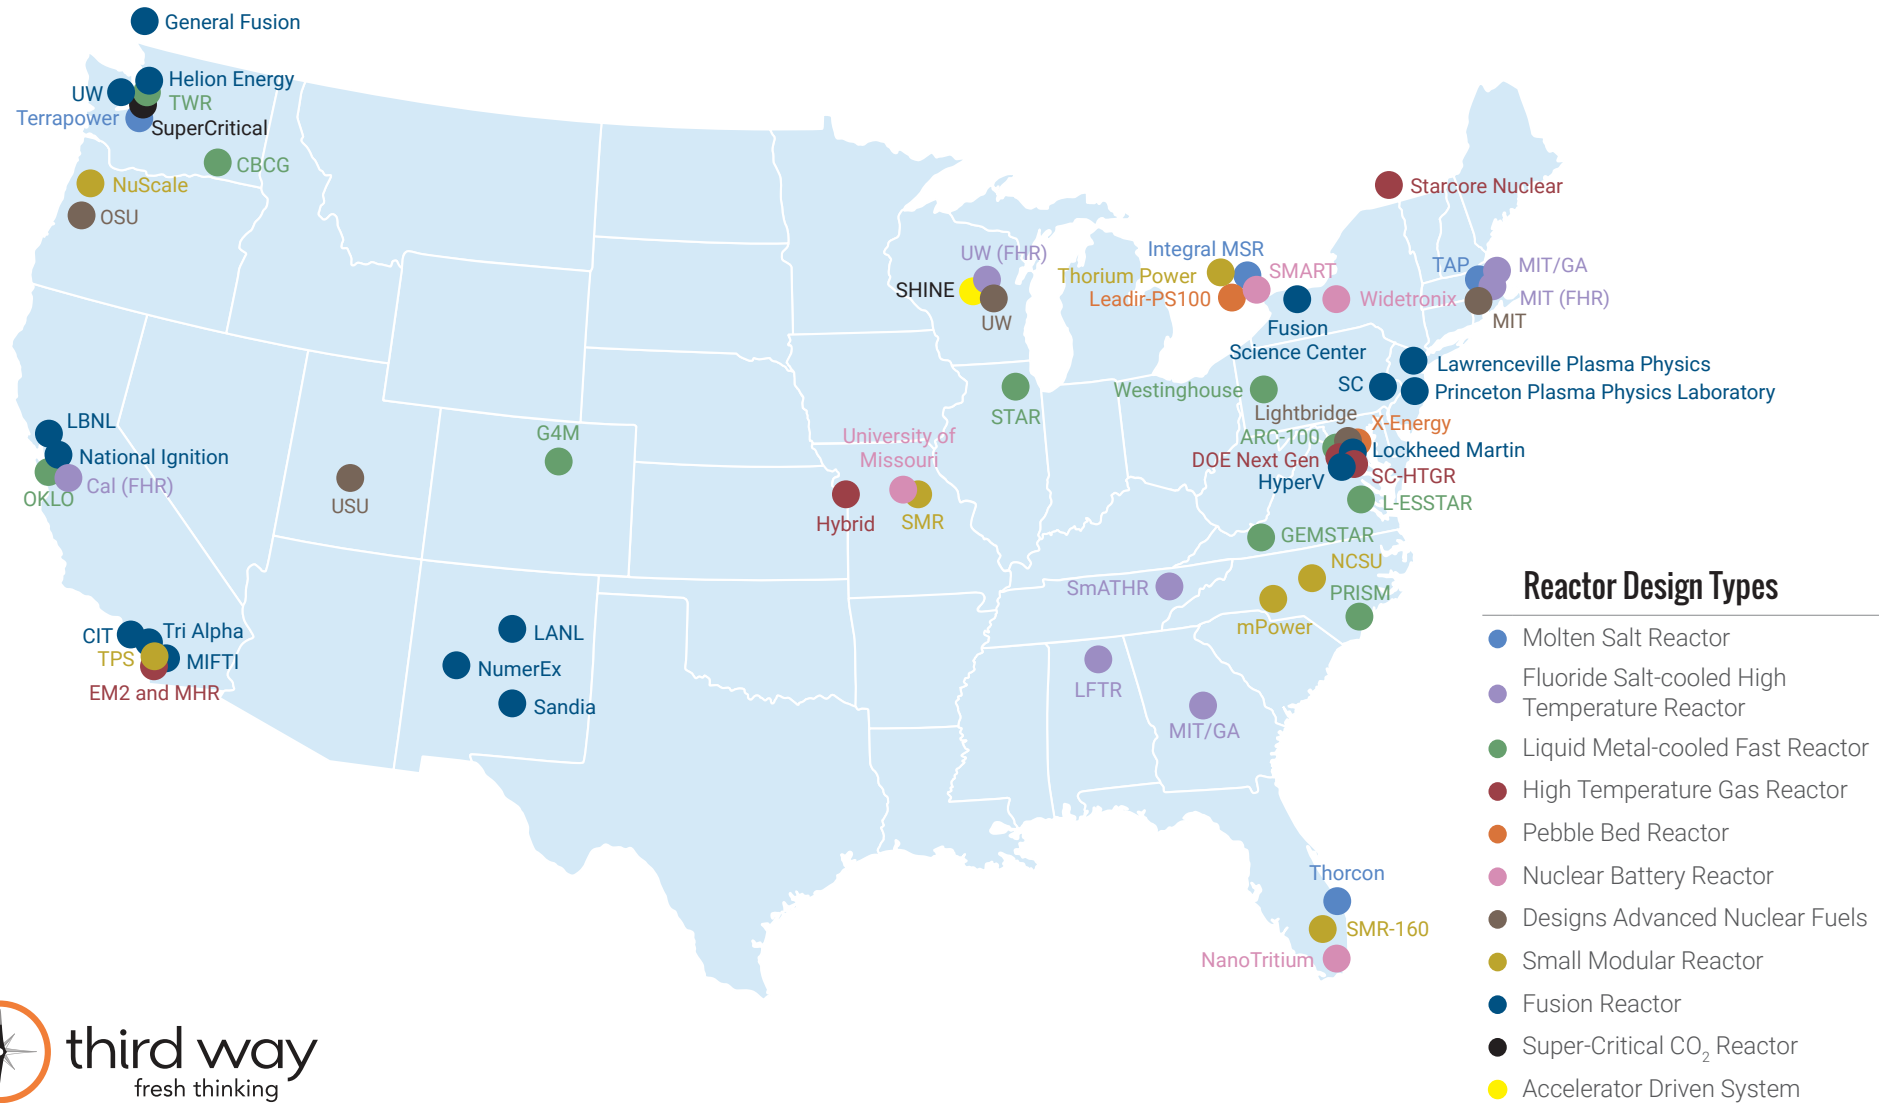 General Fusion
Helion Energy
UW
TWR
Terrapower
SuperCritical
CBCG
NuScale
OSU
Starcore Nuclear
UW (FHR)
SHINE
UW
Integral MSR
Thorium Power
SMART
Leadir-PS100
Widetronix
Fusion
Science Center
TAP
MIT/GA
MIT (FHR)
MIT
Lawrenceville Plasma Physics
SC
Princeton Plasma Physics Laboratory
Westinghouse
STAR
Lightbridge
X-Energy
ARC-100
Lockheed Martin
DOE Next Gen
SC-HTGR
HyperV
L-ESSTAR
LBNL
National Ignition
Cal (FHR)
OKLO
USU
G4M
University of
Missouri
Hybrid
SMR
GEMSTAR
NCSU
SmATHR
PRISM
mPower
CIT
Tri Alpha
TPS
MIFTI
EM2 and MHR
LANL
NumerEx
Sandia
LFTR
MIT/GA
Thorcon
SMR-160
NanoTritium
Reactor Design Types
Molten Salt Reactor
Fluoride Salt-cooled High
Temperature Reactor
Liquid Metal-cooled Fast Reactor
High Temperature Gas Reactor
Pebble Bed Reactor
Nuclear Battery Reactor
Designs Advanced Nuclear Fuels
Small Modular Reactor
Fusion Reactor
Super-Critical CO₂ Reactor
Accelerator Driven System
third way
fresh thinking